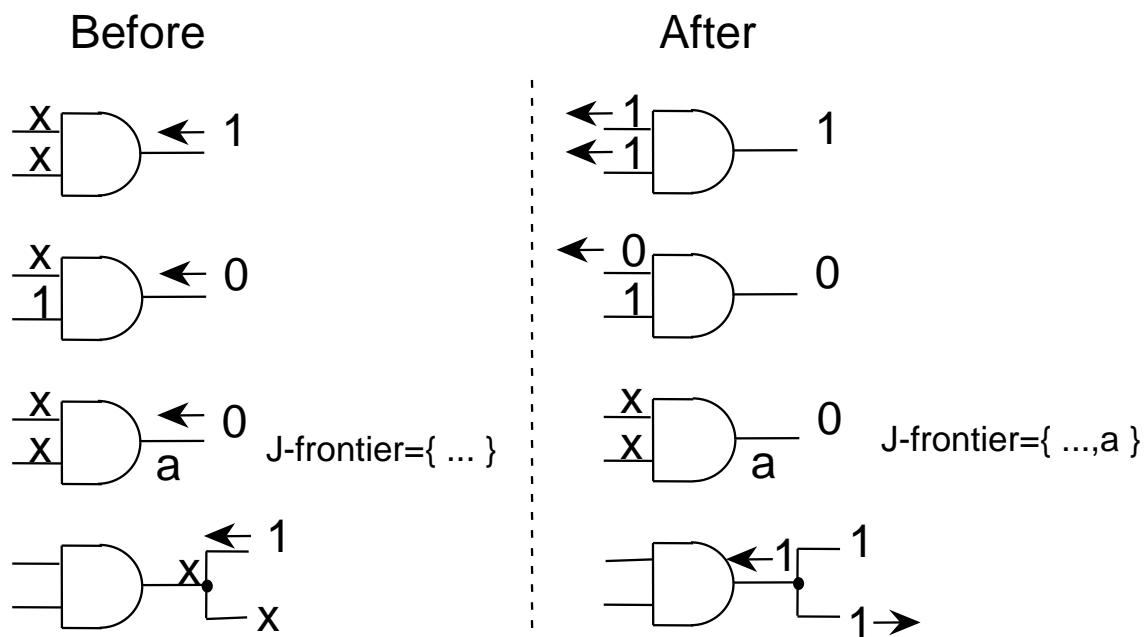 Before After
x 1 1 1
x 1
x 0 0 0
1 1
x 0 x 0
x a J-frontier={ ... } x a J-frontier={ ...,a }
1 1
x 1
x 1